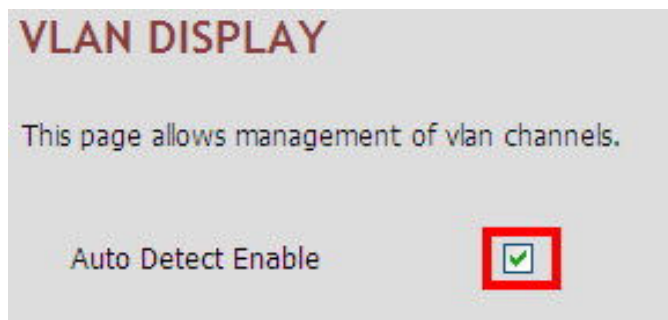 VLAN DISPLAY
This page allows management of vlan channels.
Auto Detect Enable